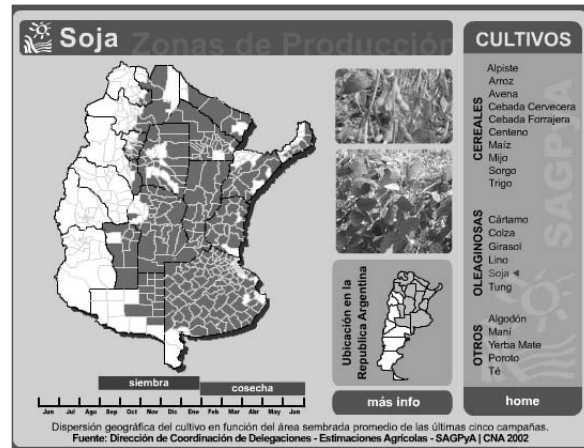 Soja Zonas de Producción
CULTIVOS
CEREALES
Alpiste
Arroz
Avena
Cebada Cervecera
Cebada Forrajera
Centeno
Maíz
Mijo
Sorgo
Trigo
OLEAGINOSAS
Cártamo
Colza
Girasol
Lino
Soja
Tung
OTROS
Algodón
Maní
Yerba Mate
Poroto
Té
SAGPyA
Ubicación en la
Republica Argentina
siembra
cosecha
Jun Jul Ago Sep Oct Nov Dic Ene Feb Mar Abr May Jun
más info
home
Dispersión geográfica del cultivo en función del área sembrada promedio de las últimas cinco campañas.
Fuente: Dirección de Coordinación de Delegaciones - Estimaciones Agrícolas - SAGPyA | CNA 2002